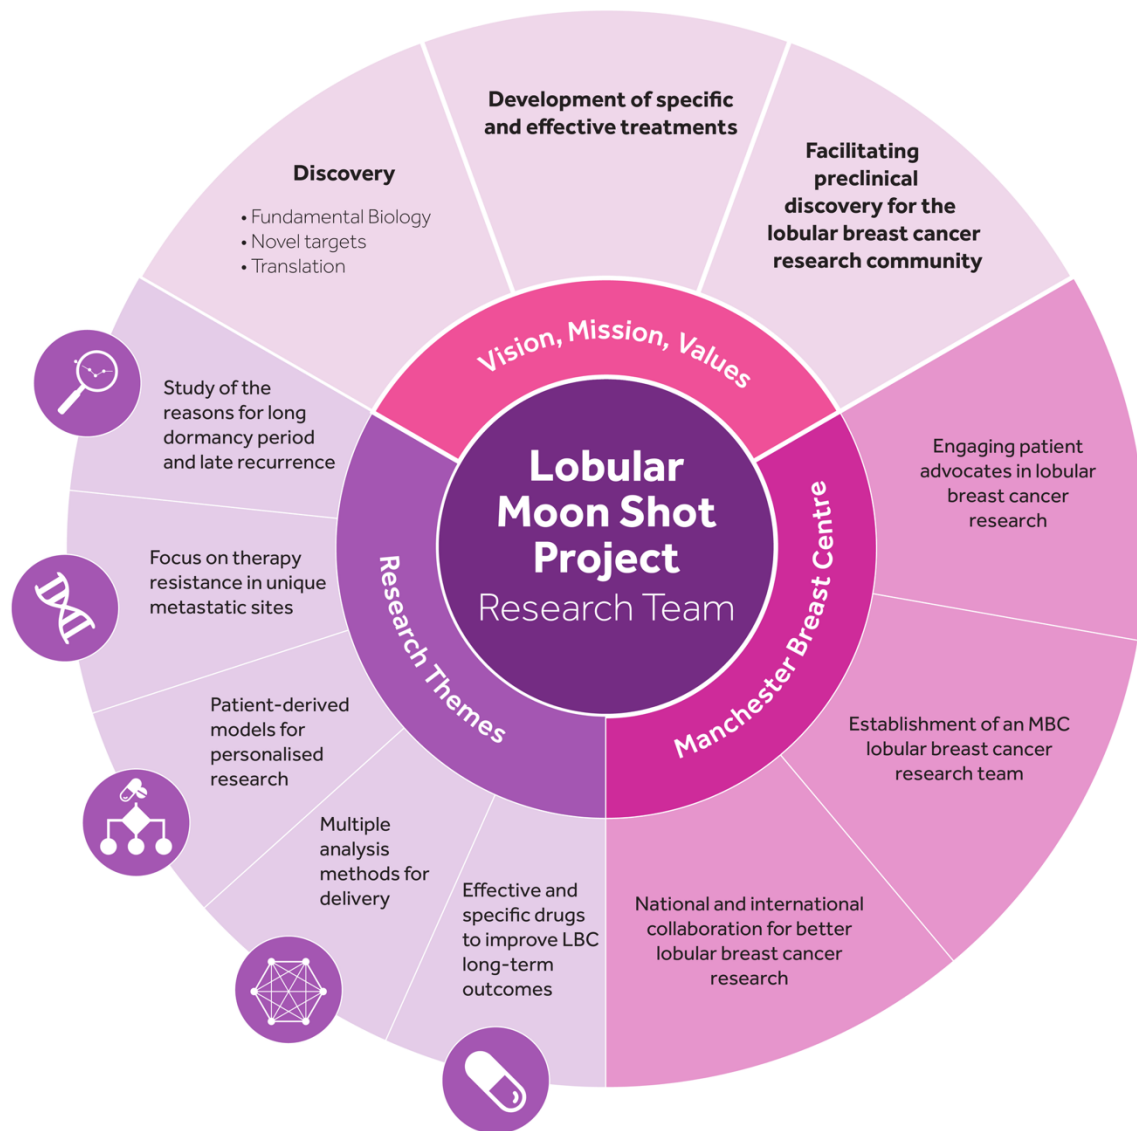 Lobular
Moon Shot
Project
Research Team
Vision, Mission, Values
Discovery
• Fundamental Biology
• Novel targets
• Translation
Development of specific
and effective treatments
Facilitating
preclinical
discovery for the
lobular breast cancer
research community
Manchester Breast Centre
Engaging patient
advocates in lobular
breast cancer
research
Establishment of an MBC
lobular breast cancer
research team
National and international
collaboration for better
lobular breast cancer
research
Research Themes
Study of the
reasons for long
dormancy period
and late recurrence
Focus on therapy
resistance in unique
metastatic sites
Patient-derived
models for
personalised
research
Multiple
analysis
methods for
delivery
Effective and
specific drugs
to improve LBC
long-term
outcomes